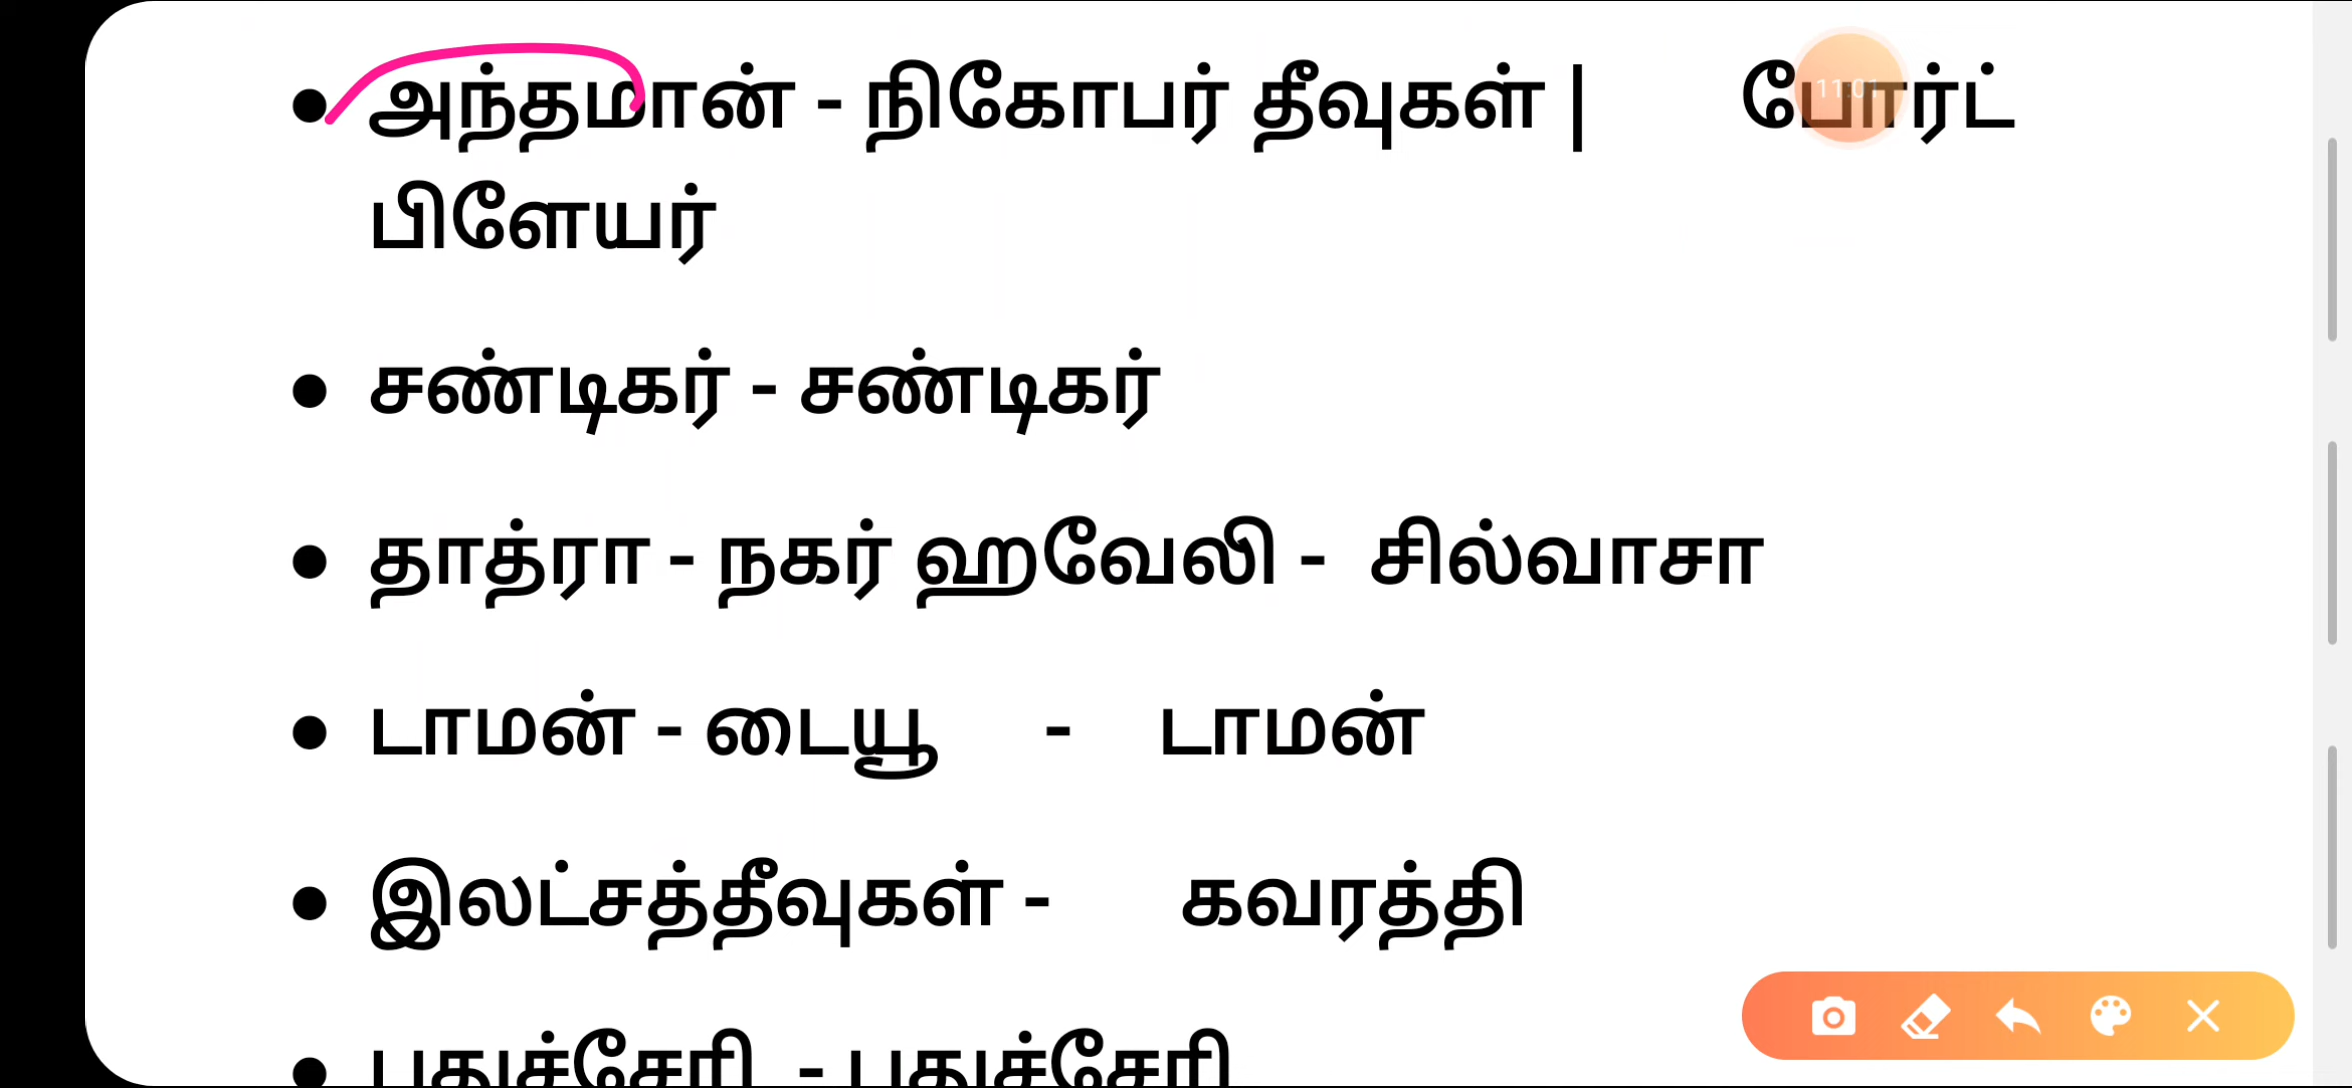 • அந்தமான் - நிகோபர் தீவுகள் | போர்ட்
பிளேயர்
• சண்டிகர் - சண்டிகர்
• தாத்ரா - நகர் ஹவேலி - சில்வாசா
• டாமன் - டையூ - டாமன்
• இலட்சத்தீவுகள் - கவரத்தி
• புதுச்சேரி - புதுச்சேரி